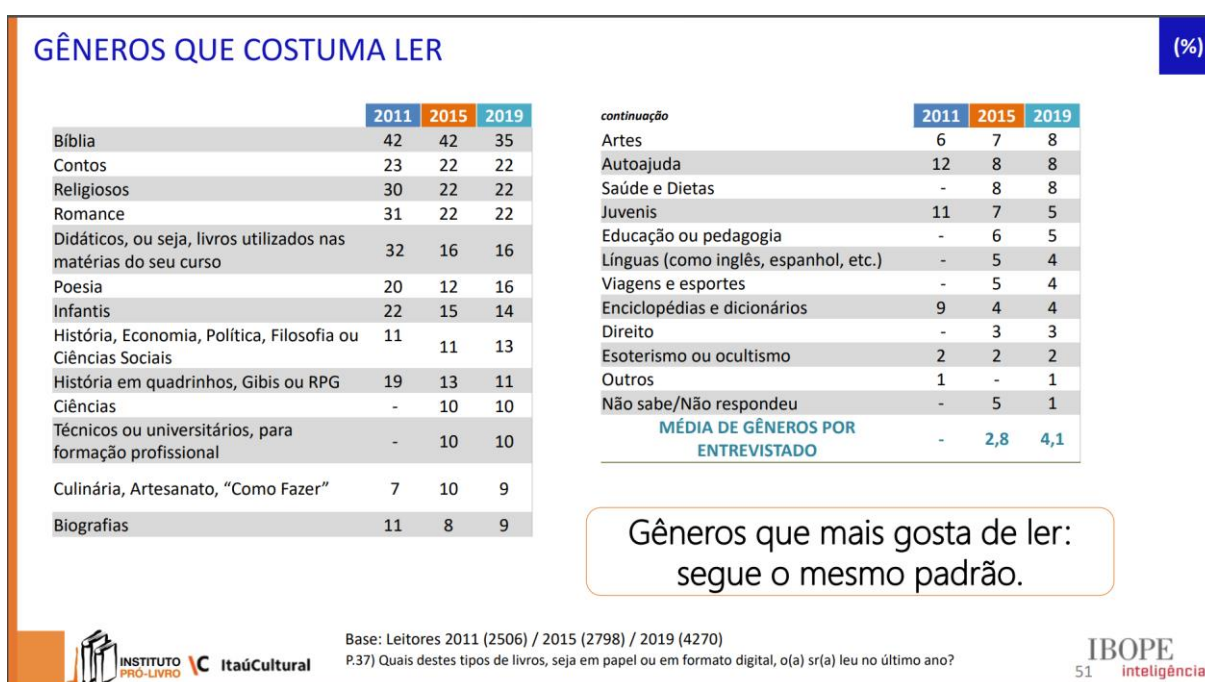 GÊNEROS QUE COSTUMA LER
(%)
2011 2015 2019
Bíblia 42 42 35
Contos 23 22 22
Religiosos 30 22 22
Romance 31 22 22
Didáticos, ou seja, livros utilizados nas
matérias do seu curso 32 16 16
Poesia 20 12 16
Infantis 22 15 14
História, Economia, Política, Filosofia ou
Ciências Sociais 11 11 13
História em quadrinhos, Gibis ou RPG 19 13 11
Ciências - 10 10
Técnicos ou universitários, para
formação profissional - 10 10
Culinária, Artesanato, “Como Fazer” 7 10 9
Biografias 11 8 9
continuação 2011 2015 2019
Artes 6 7 8
Autoajuda 12 8 8
Saúde e Dietas - 8 8
Juvenis 11 7 5
Educação ou pedagogia - 6 5
Línguas (como inglês, espanhol, etc.) - 5 4
Viagens e esportes - 5 4
Enciclopédias e dicionários 9 4 4
Direito - 3 3
Esoterismo ou ocultismo 2 2 2
Outros 1 - 1
Não sabe/Não respondeu - 5 1
MÉDIA DE GÊNEROS POR
ENTREVISTADO - 2,8 4,1
Gêneros que mais gosta de ler:
segue o mesmo padrão.
INSTITUTO
PRÓ-LIVRO
\C ItaúCultural
Base: Leitores 2011 (2506) / 2015 (2798) / 2019 (4270)
P.37) Quais destes tipos de livros, seja em papel ou em formato digital, o(a) sr(a) leu no último ano?
IBOPE
inteligência
51